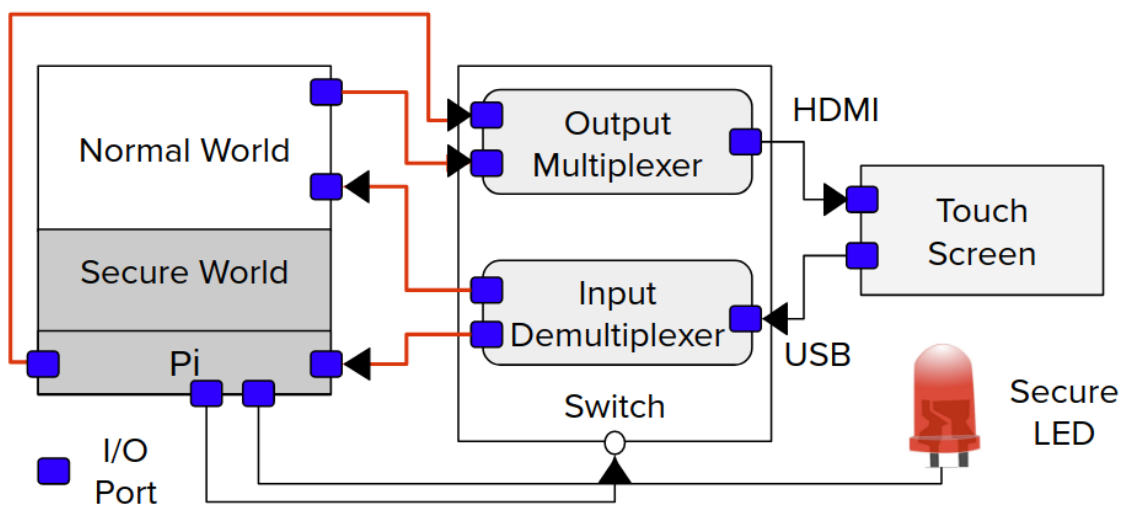 Normal World
Secure World
Pi
I/O
Port
Output
Multiplexer
Input
Demultiplexer
Switch
HDMI
USB
Touch
Screen
Secure
LED